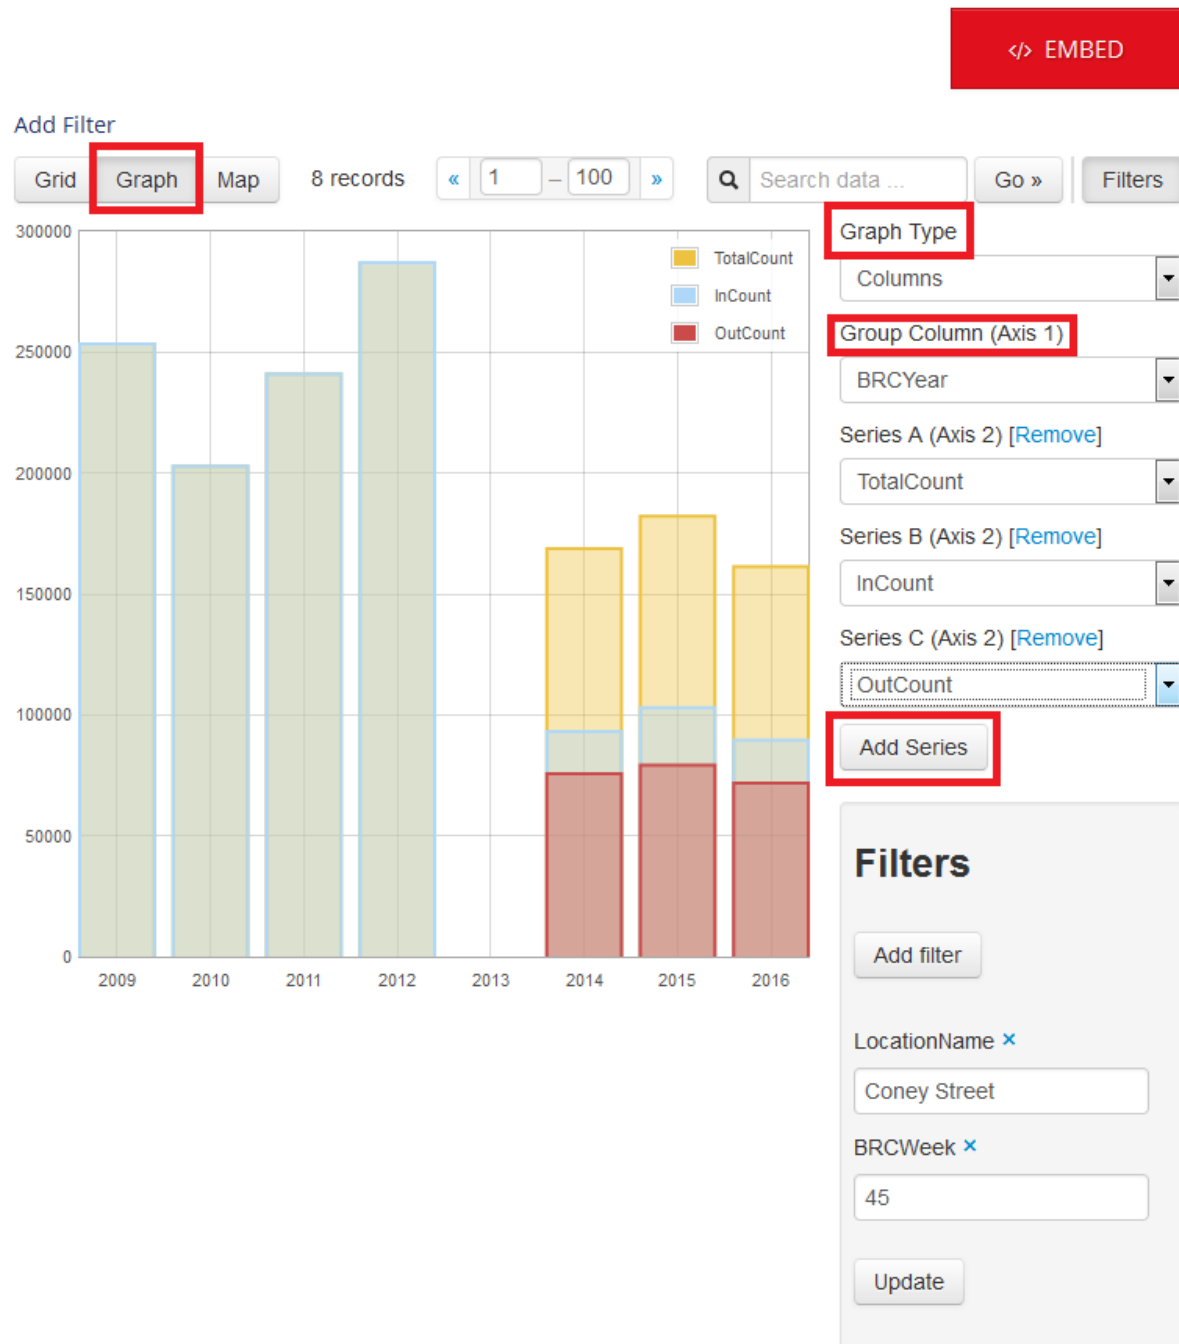 </> EMBED
Add Filter
Grid Graph Map 8 records « 1 – 100 » Search data ... Go » Filters
300000
250000
200000
150000
100000
50000
0
2009 2010 2011 2012 2013 2014 2015 2016
TotalCount
InCount
OutCount
Graph Type
Columns
Group Column (Axis 1)
BRCYear
Series A (Axis 2) [Remove]
TotalCount
Series B (Axis 2) [Remove]
InCount
Series C (Axis 2) [Remove]
OutCount
Add Series
Filters
Add filter
LocationName ×
Coney Street
BRCWeek ×
45
Update